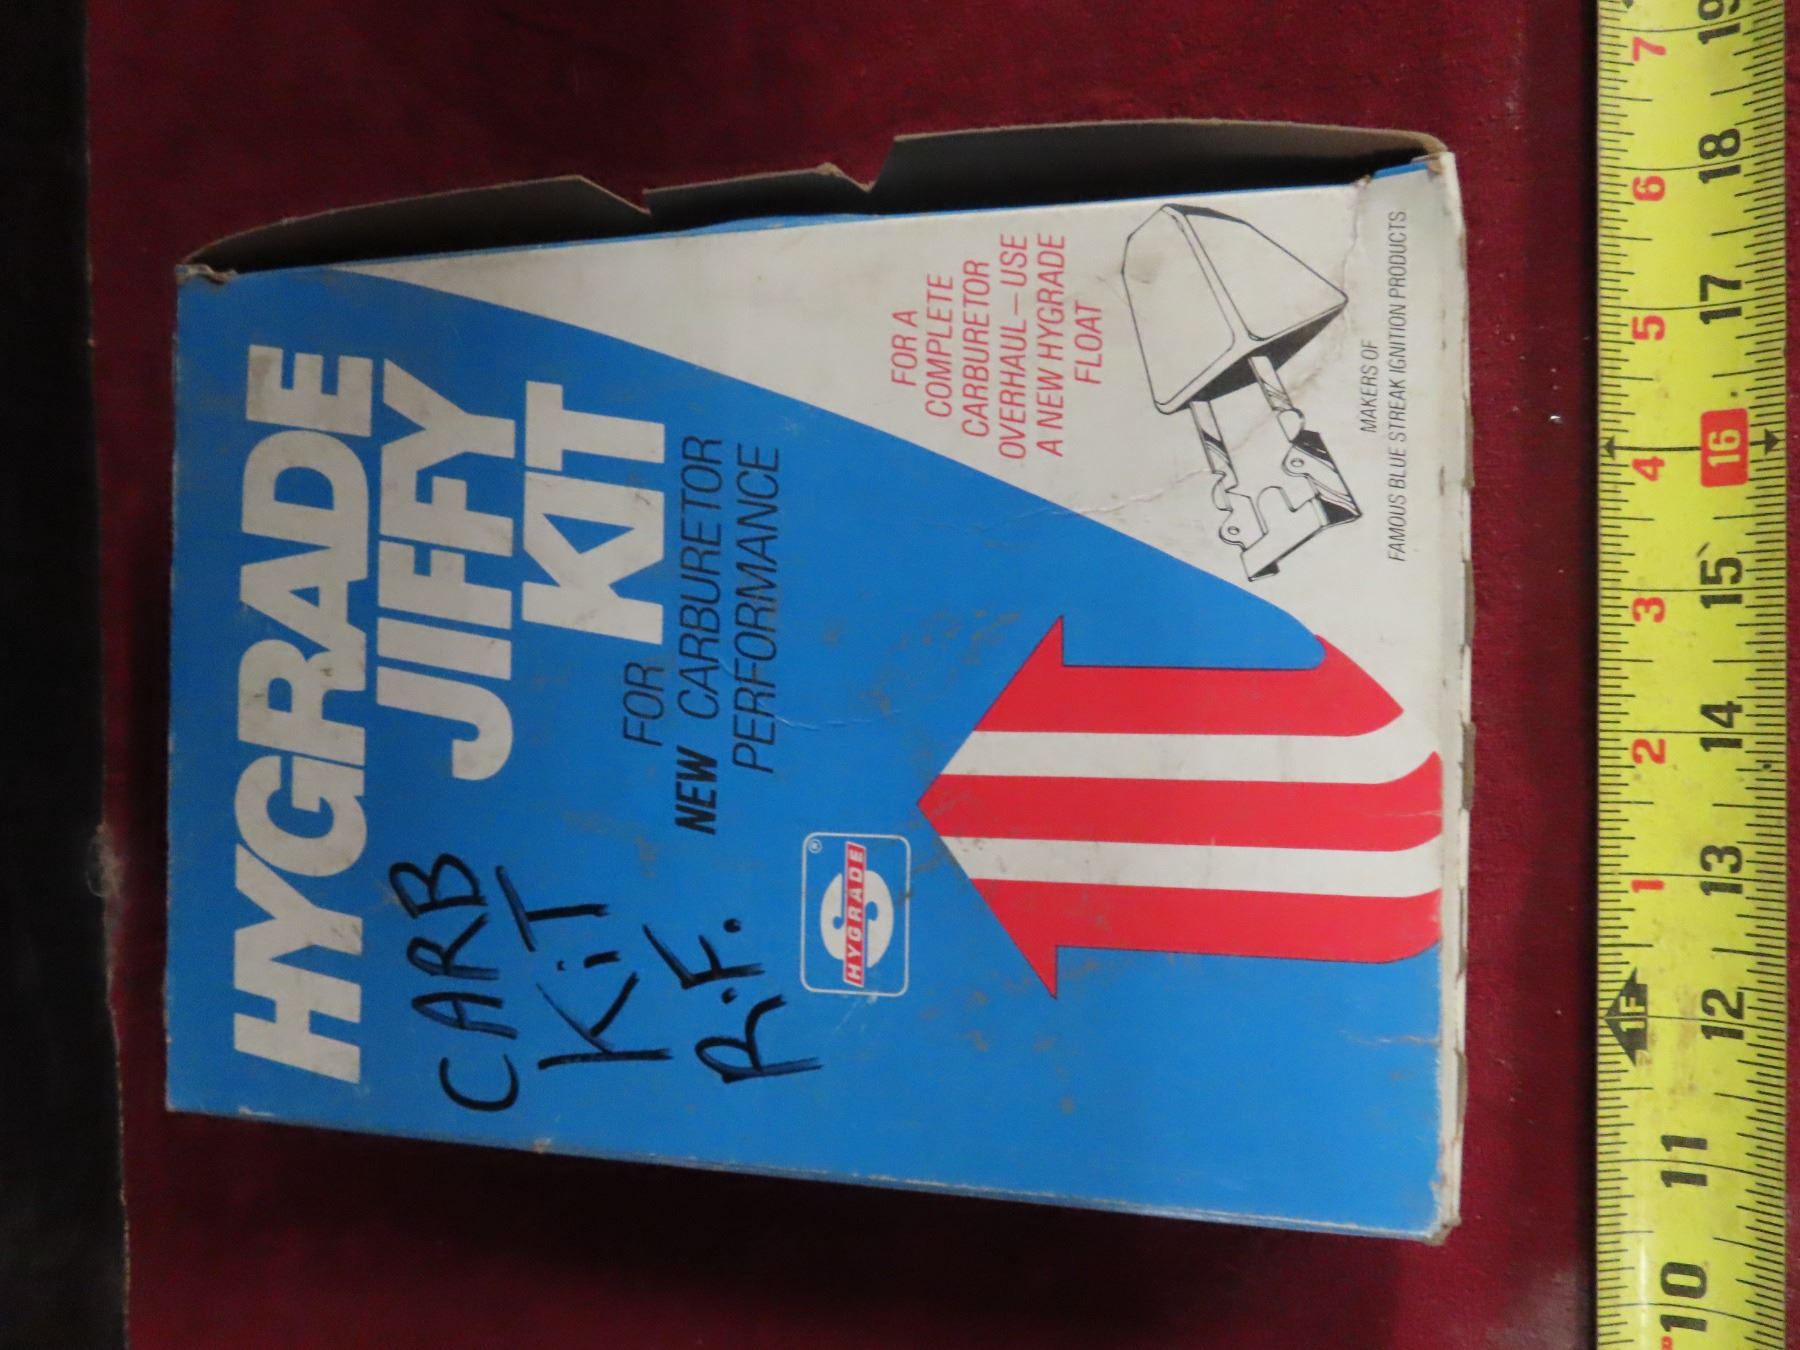 HYGRADE
JIFFY
KIT
FOR
NEW CARBURETOR
PERFORMANCE
CARB
KiT
R.F.
HYGRADE
®
FOR A
COMPLETE
CARBURETOR
OVERHAUL—USE
A NEW HYGRADE
FLOAT
MAKERS OF
FAMOUS BLUE STREAK IGNITION PRODUCTS
1F 1 2 3 4 5 6 7
10 11 12 13 14 15 16 17 18 19